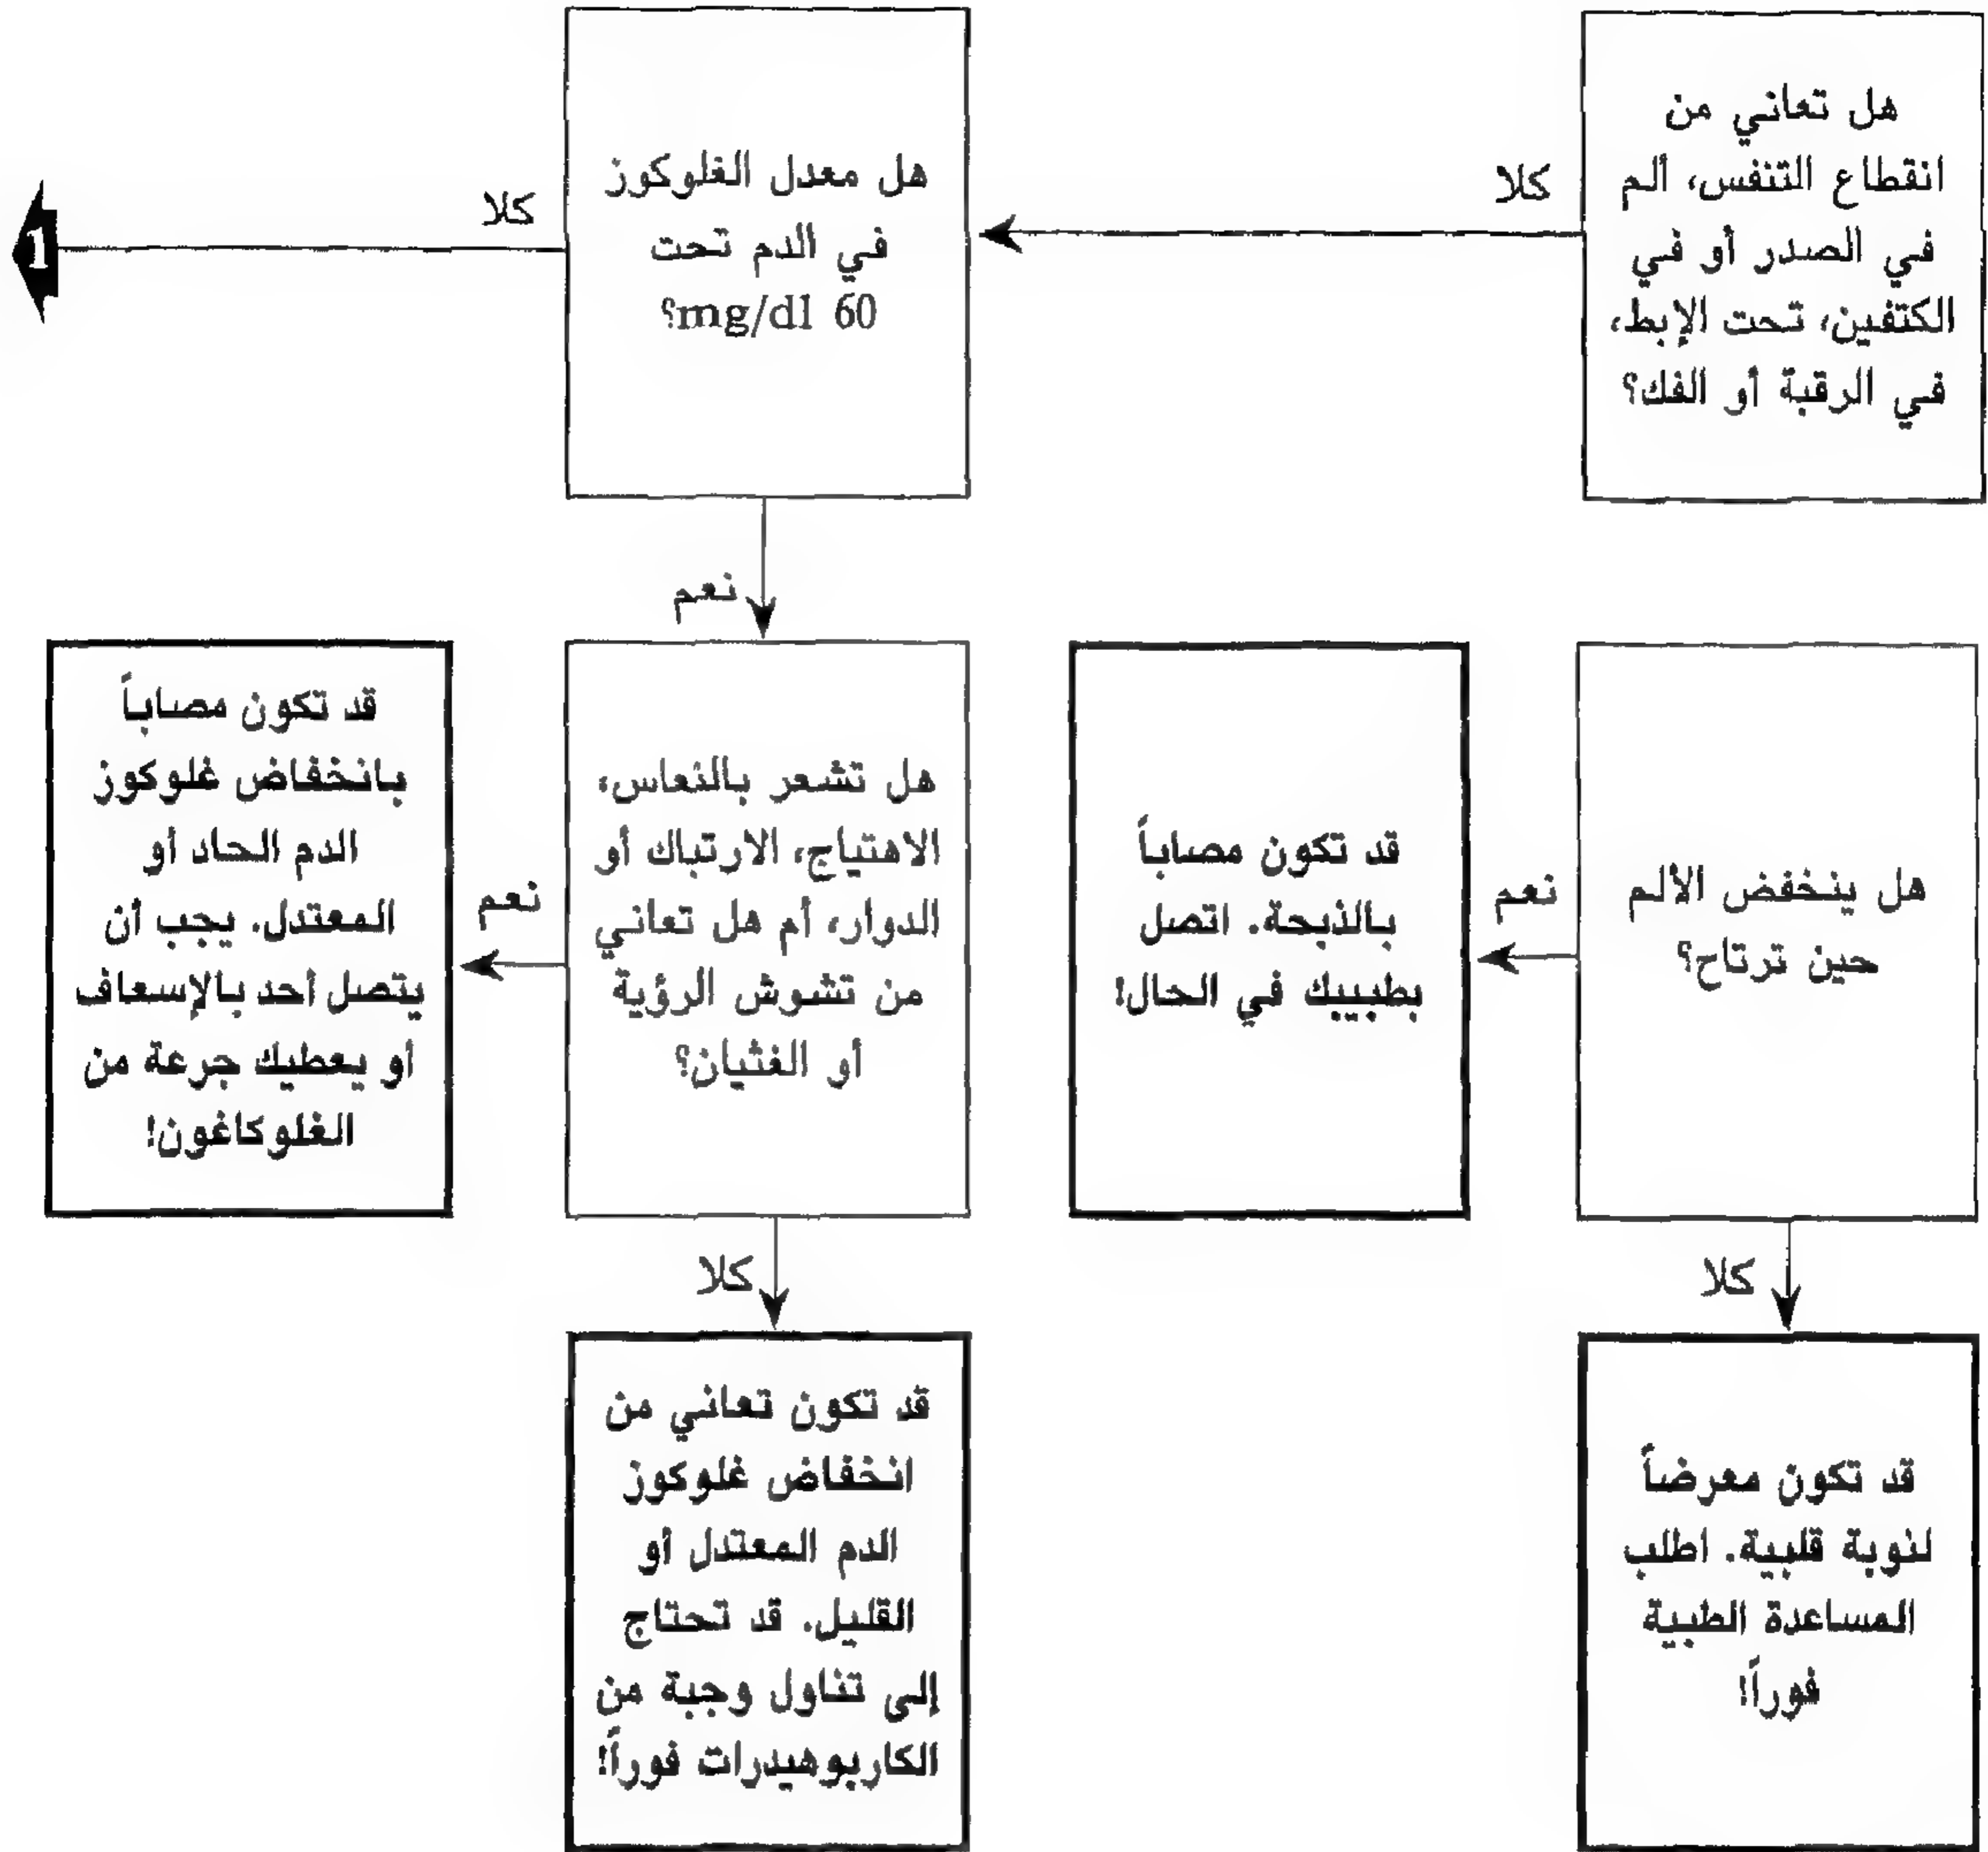 هل تعاني من
انقطاع التنفس، ألم
في الصدر أو في
الكتفين، تحت الإبط،
في الرقبة أو الفك؟
كلا
هل معدل الغلوكوز
في الدم تحت
60 mg/dl؟
كلا
1
نعم
هل ينخفض الألم
حين ترتاح؟
نعم
قد تكون مصاباً
بالذبحة. اتصل
بطبيبك في الحال!
هل تشعر بالنعاس،
الاهتياج، الارتباك أو
الدوار، أم هل تعاني
من تشوش الرؤية
أو الغثيان؟
نعم
قد تكون مصاباً
بانخفاض غلوكوز
الدم الحاد أو
المعتدل. يجب أن
يتصل أحد بالإسعاف
أو يعطيك جرعة من
الغلوكاغون!
كلا
قد تكون معرضاً
لنوبة قلبية. اطلب
المساعدة الطبية
فوراً!
كلا
قد تكون تعاني من
انخفاض غلوكوز
الدم المعتدل أو
القليل. قد تحتاج
إلى تناول وجبة من
الكاربوهيدرات فوراً!